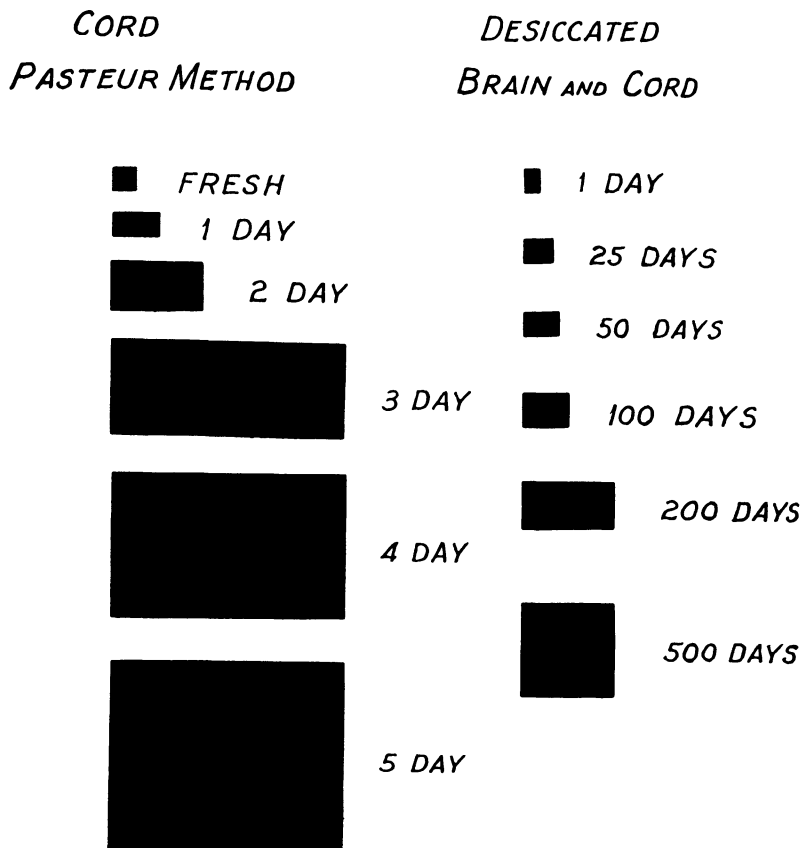 CORD
PASTEUR METHOD
FRESH
1 DAY
2 DAY
3 DAY
4 DAY
5 DAY
DESICCATED
BRAIN AND CORD
1 DAY
25 DAYS
50 DAYS
100 DAYS
200 DAYS
500 DAYS